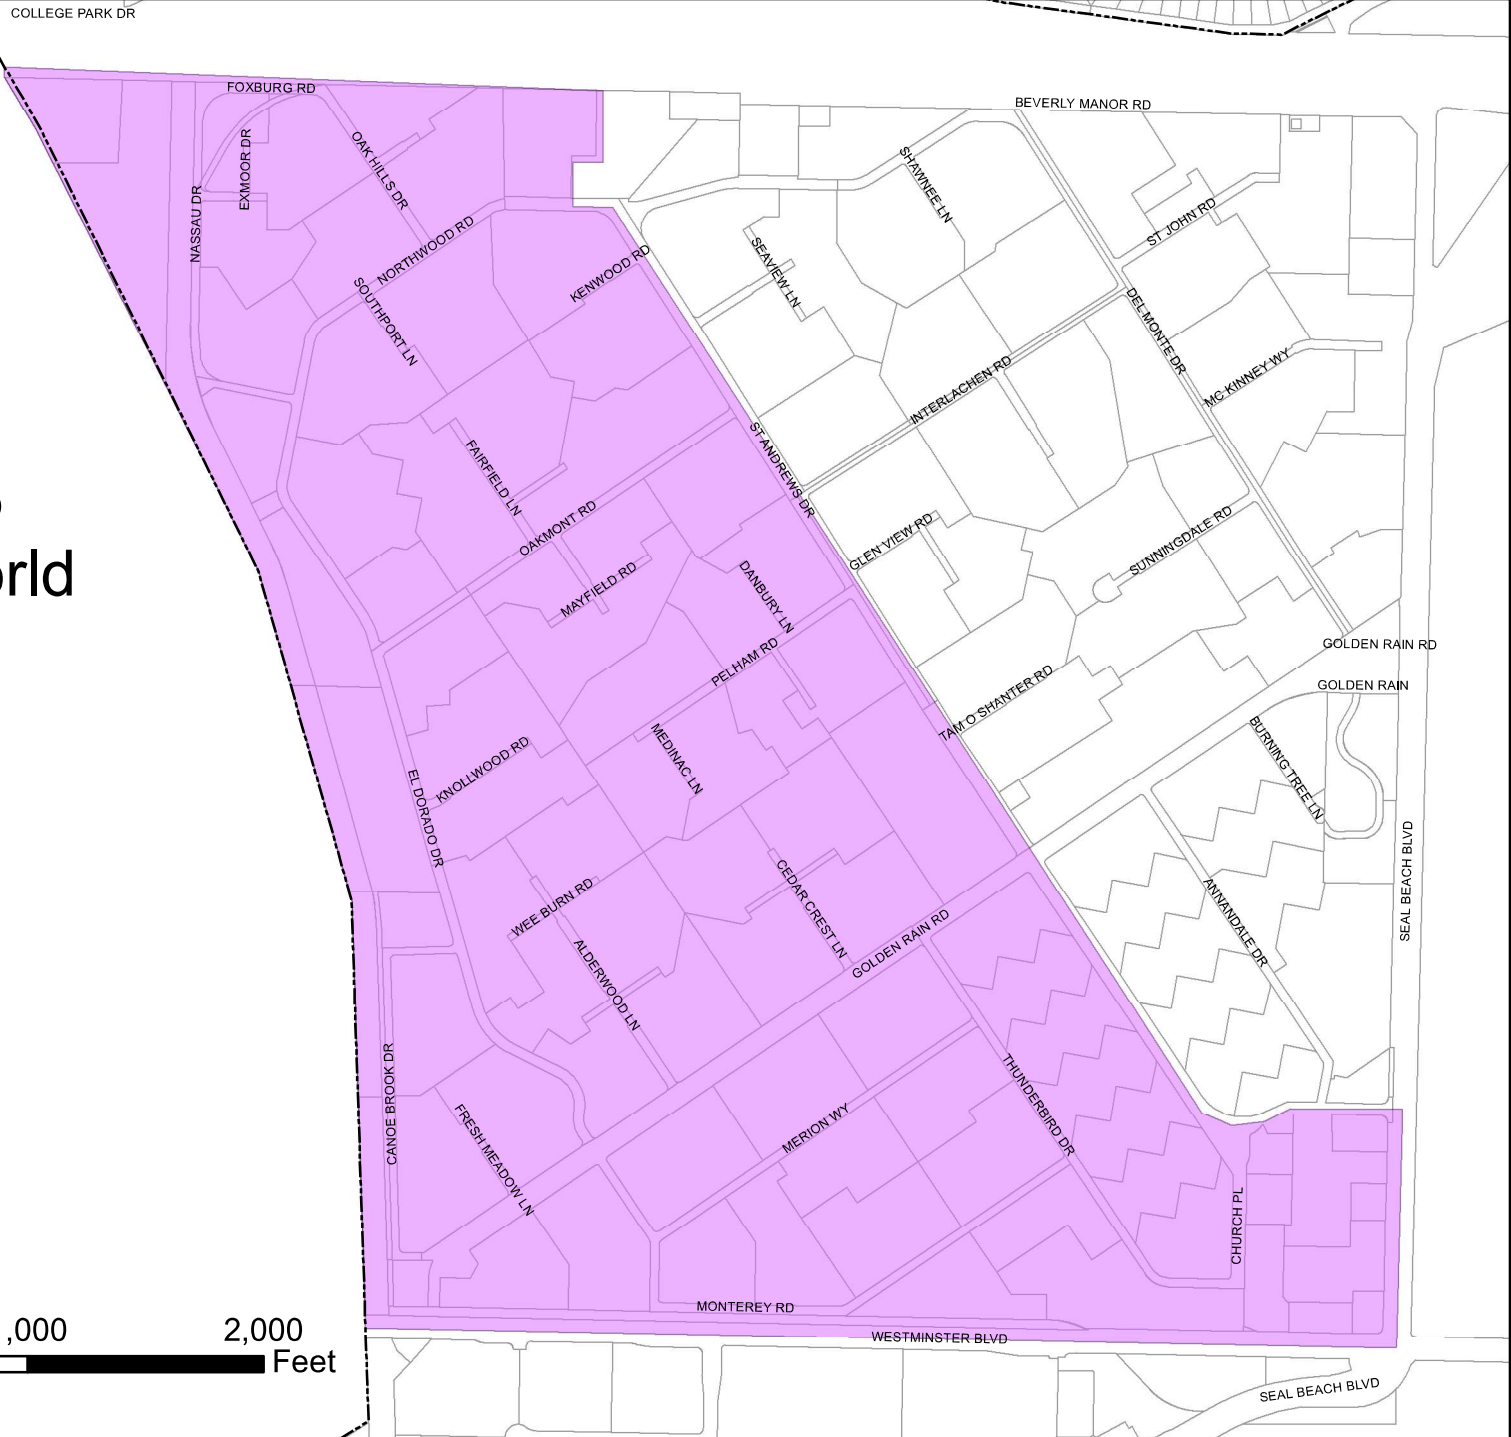 COLLEGE PARK DR
FOXBURG RD
BEVERLY MANOR RD
EXMOOR DR
OAK HILLS DR
SHAWNEE LN
NASSAU DR
NORTHWOOD RD
ST JOHN RD
SEAVIEW LN
KENWOOD RD
SOUTHPORT LN
DEL MONTE DR
INTERLACHEN RD
MC KINNEY WY
ST ANDREWS DR
FAIRFIELD LN
OAKMONT RD
GLEN VIEW RD
SUNNINGDALE RD
orld
MAYFIELD RD
DANBURY LN
GOLDEN RAIN RD
PELHAM RD
GOLDEN RAIN
TAM O SHANTER RD
BURNING TREE LN
MEDINAC LN
KNOLLWOOD RD
EL DORADO DR
SEAL BEACH BLVD
CEDAR CREST LN
WEE BURN RD
ANNANDALE DR
GOLDEN RAIN RD
ALDERWOOD LN
CANOE BROOK DR
THUNDERBIRD DR
FRESH MEADOW LN
MERION WY
CHURCH PL
MONTEREY RD
,000 2,000
WESTMINSTER BLVD
Feet
SEAL BEACH BLVD